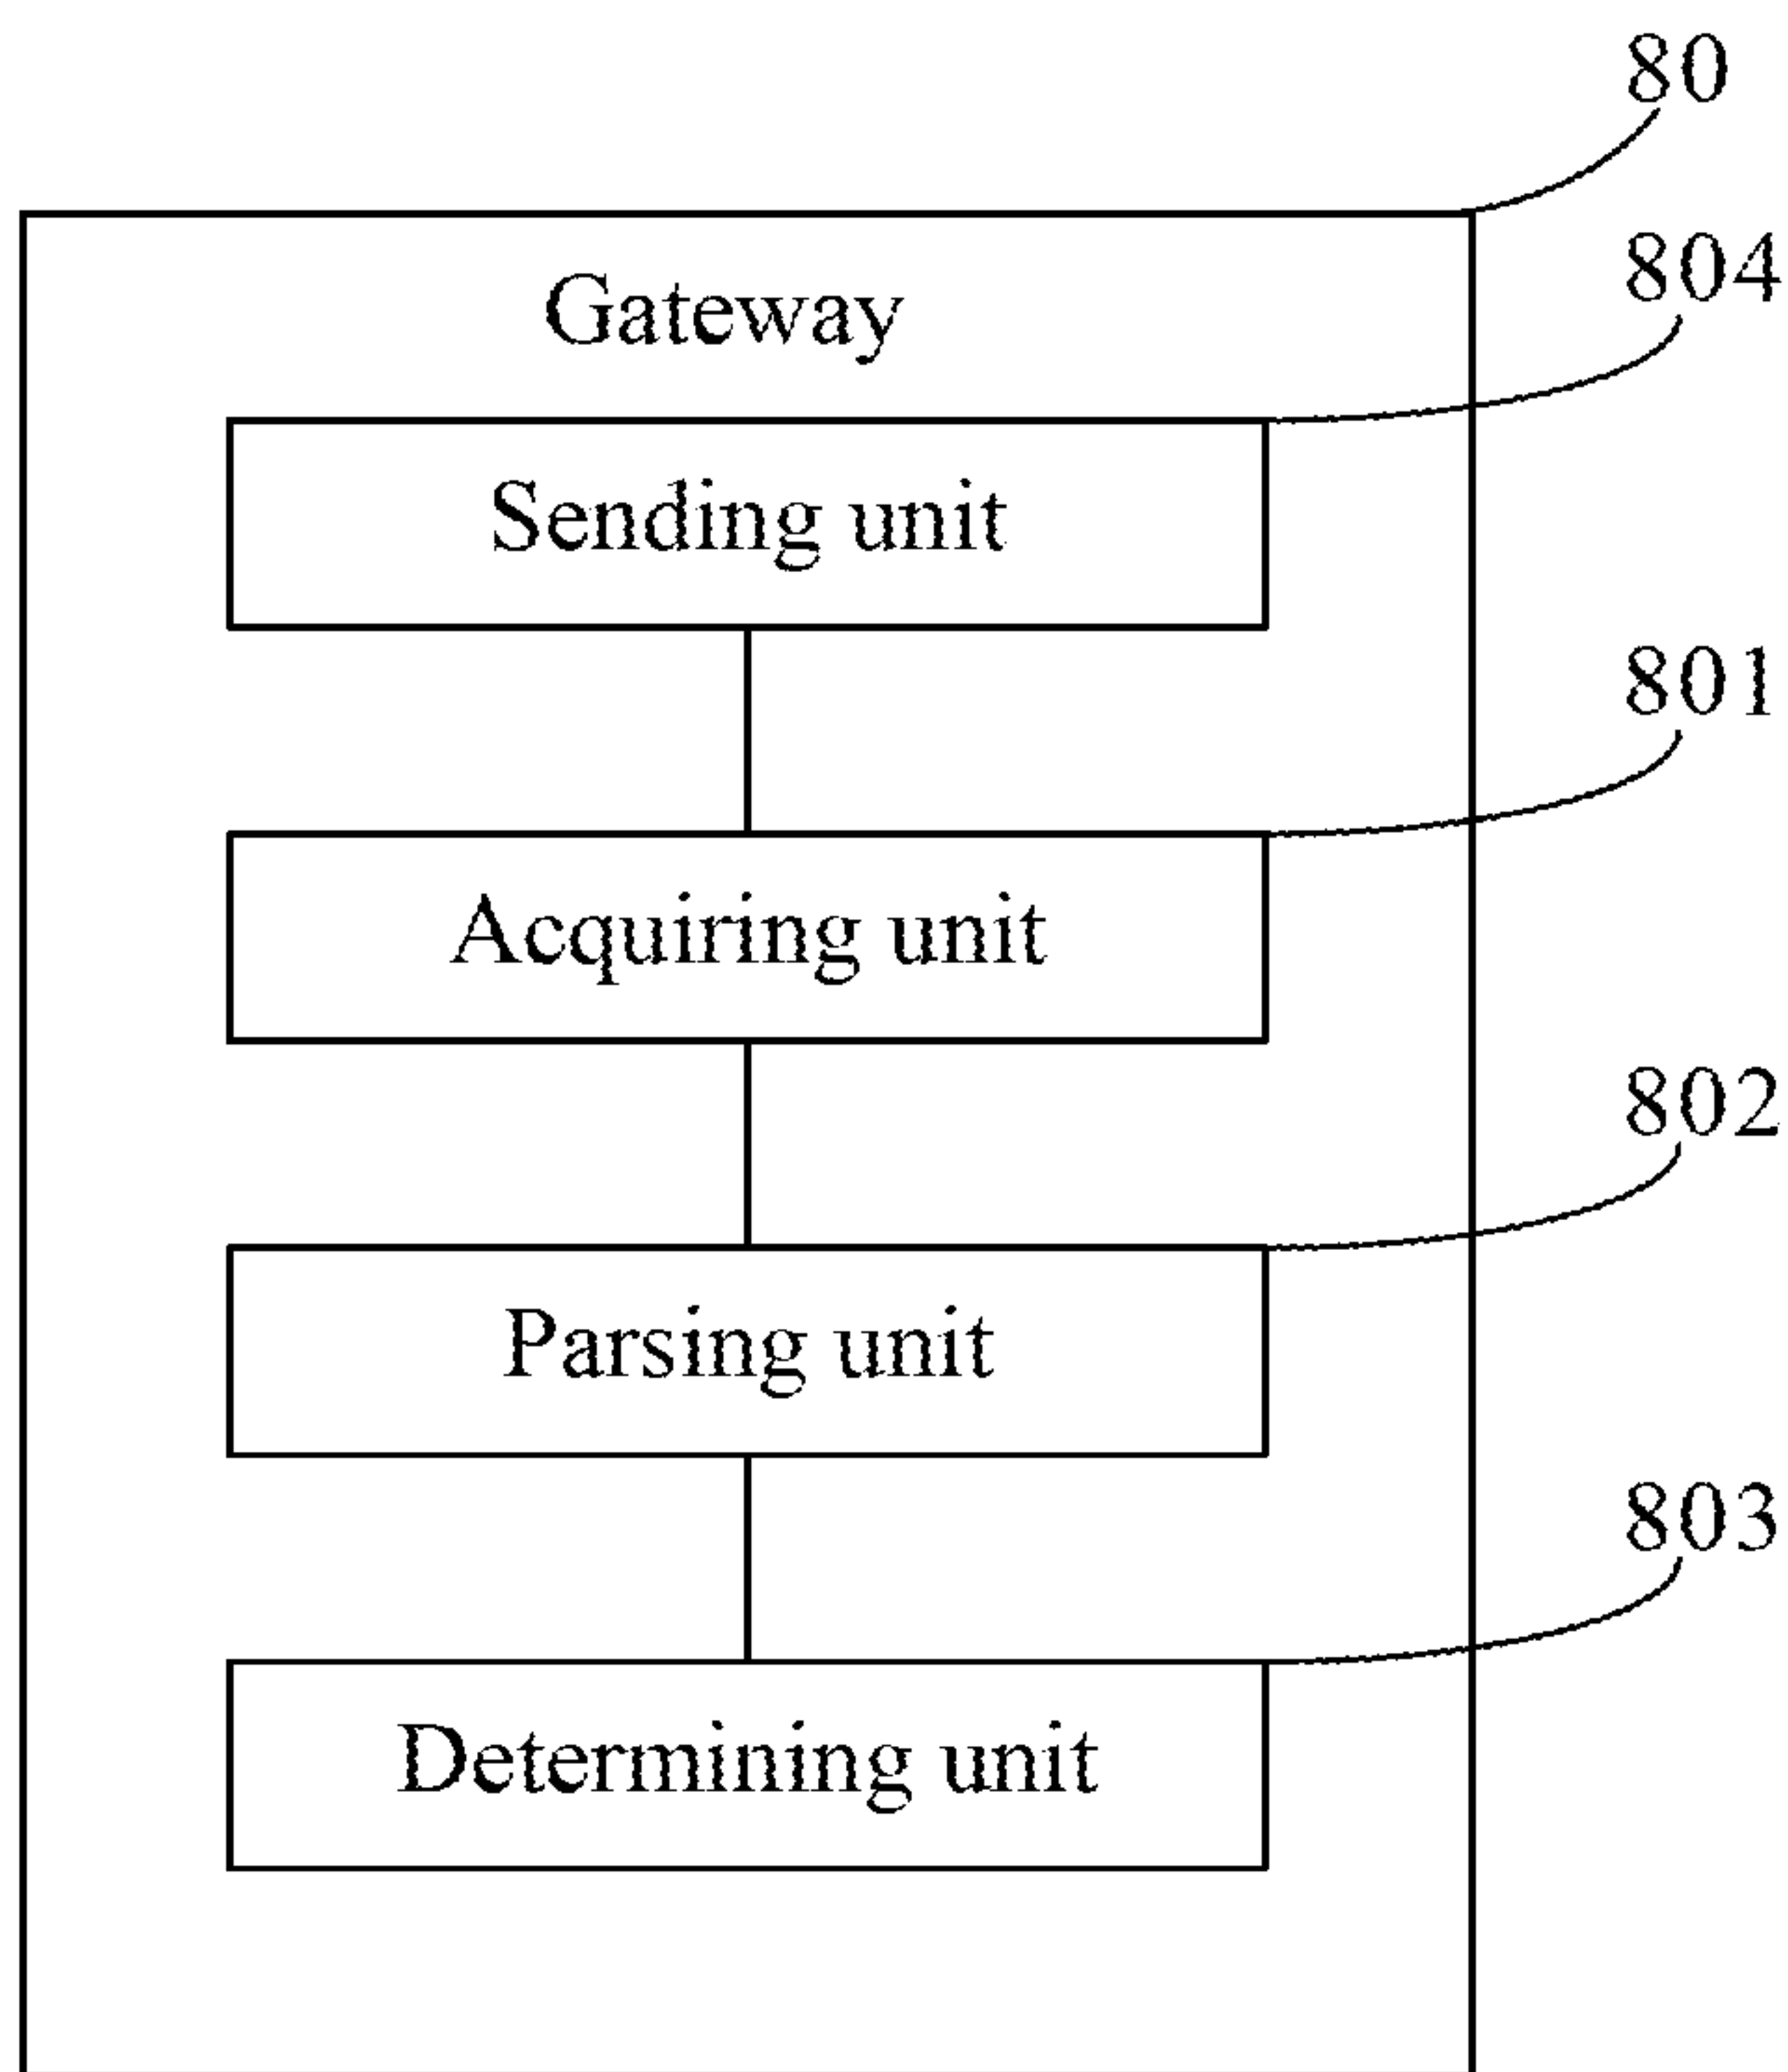 80
804
Gateway
Sending unit
801
Acquiring unit
802
Parsing unit
803
Determining unit